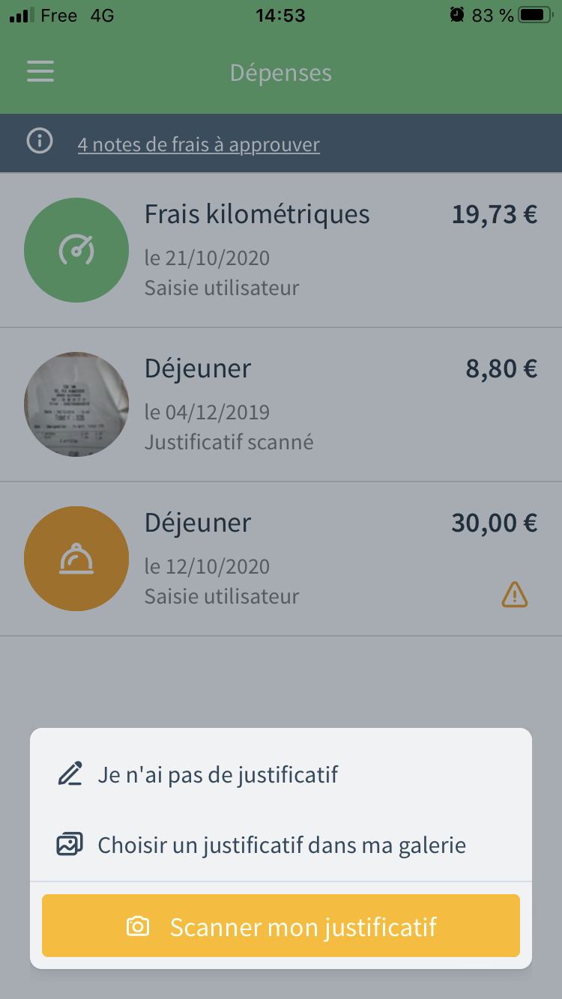 Free 4G 14:53 83 %
Dépenses
4 notes de frais à approuver
Frais kilométriques 19,73 €
le 21/10/2020
Saisie utilisateur
Déjeuner 8,80 €
le 04/12/2019
Justificatif scanné
Déjeuner 30,00 €
le 12/10/2020
Saisie utilisateur
Je n'ai pas de justificatif
Choisir un justificatif dans ma galerie
Scanner mon justificatif